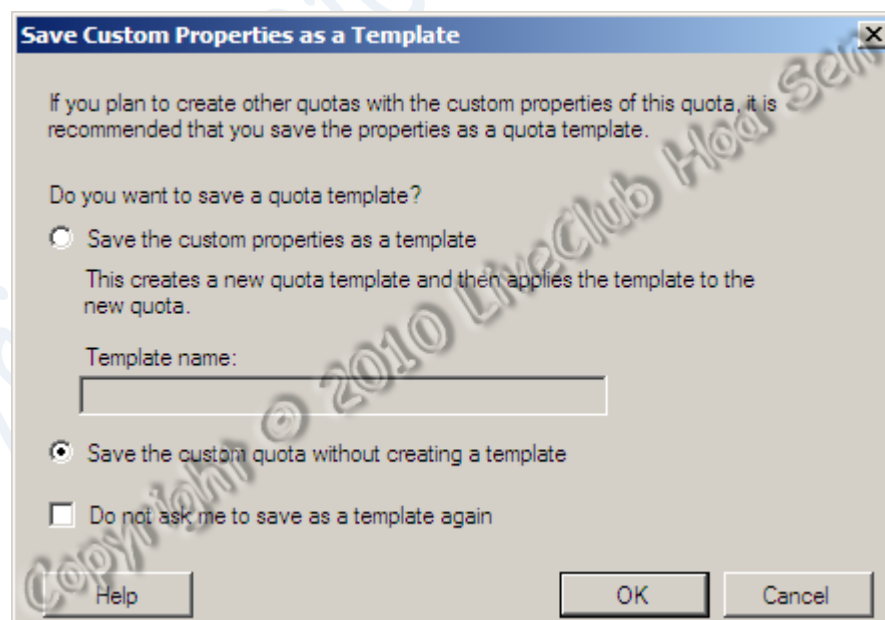 Save Custom Properties as a Template
If you plan to create other quotas with the custom properties of this quota, it is
recommended that you save the properties as a quota template.
Do you want to save a quota template?
Save the custom properties as a template
This creates a new quota template and then applies the template to the
new quota.
Template name:
Save the custom quota without creating a template
Do not ask me to save as a template again
Help OK Cancel
Copyright © 2010 LiveClub Hod